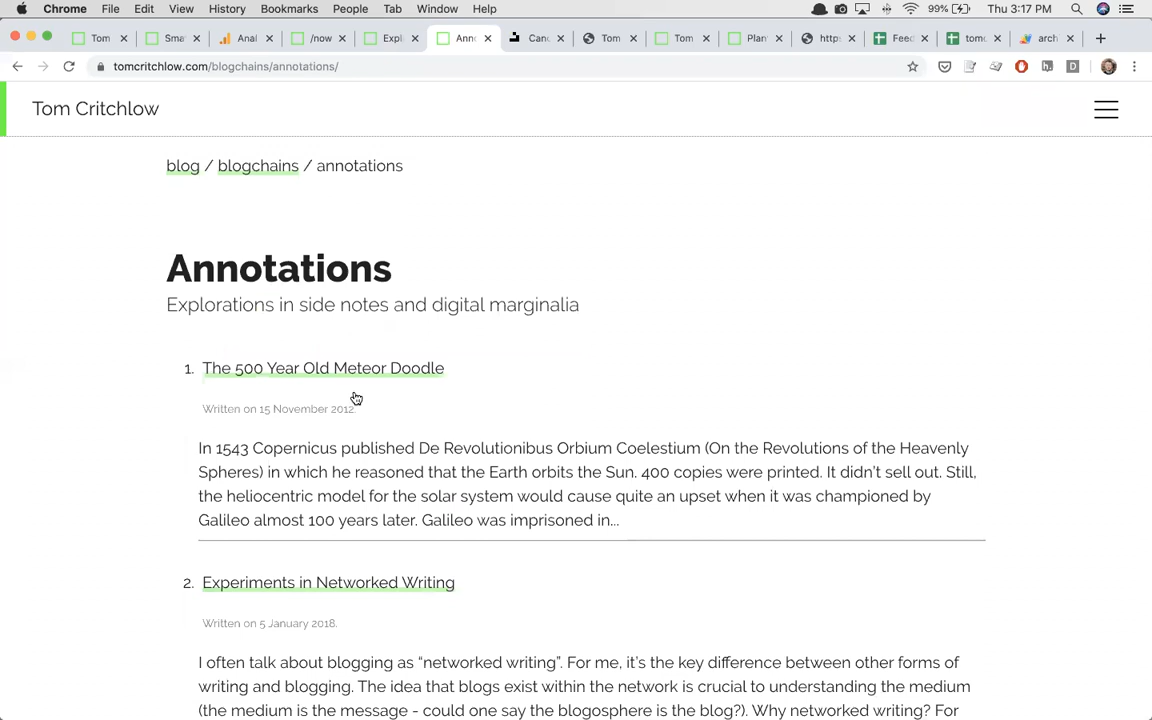 Chrome File Edit View History Bookmarks People Tab Window Help 99% Thu 3:17 PM
Tom Sma Anal /now Expl Ann Canc Tom Tom Plan http Feed tomc arch
tomcritchlow.com/blogchains/annotations/
Tom Critchlow
blog / blogchains / annotations
Annotations
Explorations in side notes and digital marginalia
1. The 500 Year Old Meteor Doodle
Written on 15 November 2012.
In 1543 Copernicus published De Revolutionibus Orbium Coelestium (On the Revolutions of the Heavenly
Spheres) in which he reasoned that the Earth orbits the Sun. 400 copies were printed. It didn't sell out. Still,
the heliocentric model for the solar system would cause quite an upset when it was championed by
Galileo almost 100 years later. Galileo was imprisoned in...
2. Experiments in Networked Writing
Written on 5 January 2018.
I often talk about blogging as “networked writing”. For me, it's the key difference between other forms of
writing and blogging. The idea that blogs exist within the network is crucial to understanding the medium
(the medium is the message - could one say the blogosphere is the blog?). Why networked writing? For